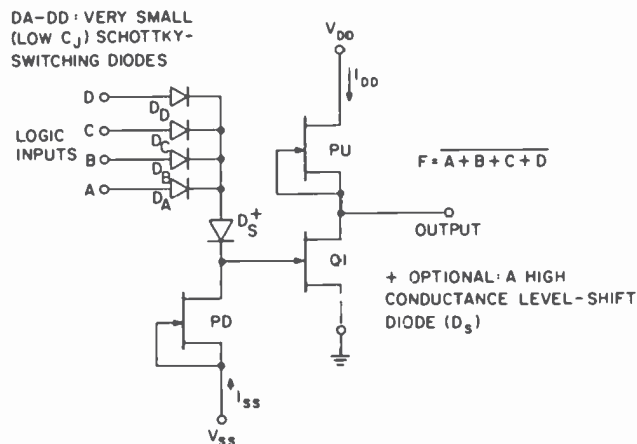 DA-DD: VERY SMALL
(LOW CJ) SCHOTTKY-
SWITCHING DIODES
VDD
IDD
D
DD
C
DC
LOGIC
INPUTS
B
DB
A
DA
PU
F = A + B + C + D
DS+
OUTPUT
Q1
+ OPTIONAL: A HIGH
CONDUCTANCE LEVEL-SHIFT
DIODE (DS)
PD
ISS
VSS